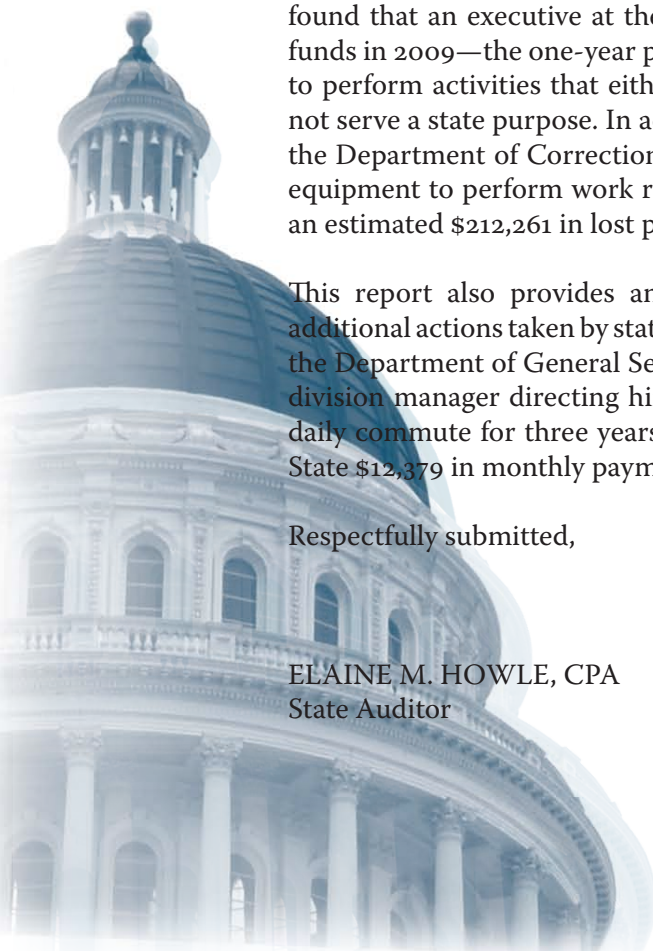 found that an executive at the
funds in 2009—the one-year p
to perform activities that eith
not serve a state purpose. In a
the Department of Correction
equipment to perform work r
an estimated $212,261 in lost p
This report also provides an
additional actions taken by stat
the Department of General Se
division manager directing hi
daily commute for three years
State $12,379 in monthly paym
Respectfully submitted,
ELAINE M. HOWLE, CPA
State Auditor